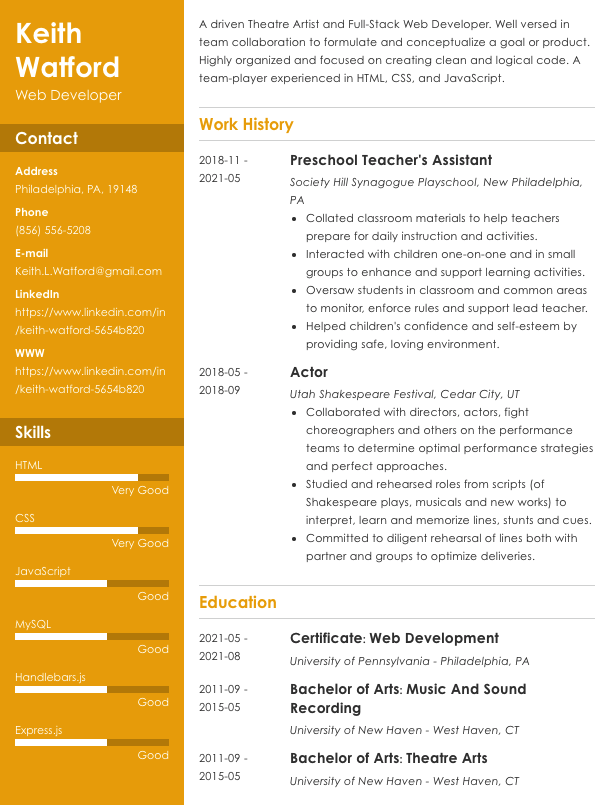 Keith
Watford
Web Developer
Contact
Address
Philadelphia, PA, 19148
Phone
(856) 556-5208
E-mail
Keith.L.Watford@gmail.com
LinkedIn
https://www.linkedin.com/in
/keith-watford-5654b820
WWW
https://www.linkedin.com/in
/keith-watford-5654b820
Skills
HTML
Very Good
CSS
Very Good
JavaScript
Good
MySQL
Good
Handlebars.js
Good
Express.js
Good
A driven Theatre Artist and Full-Stack Web Developer. Well versed in
team collaboration to formulate and conceptualize a goal or product.
Highly organized and focused on creating clean and logical code. A
team-player experienced in HTML, CSS, and JavaScript.
Work History
2018-11 -
2021-05
Preschool Teacher's Assistant
Society Hill Synagogue Playschool, New Philadelphia,
PA
• Collated classroom materials to help teachers
prepare for daily instruction and activities.
• Interacted with children one-on-one and in small
groups to enhance and support learning activities.
• Oversaw students in classroom and common areas
to monitor, enforce rules and support lead teacher.
• Helped children's confidence and self-esteem by
providing safe, loving environment.
2018-05 -
2018-09
Actor
Utah Shakespeare Festival, Cedar City, UT
• Collaborated with directors, actors, fight
choreographers and others on the performance
teams to determine optimal performance strategies
and perfect approaches.
• Studied and rehearsed roles from scripts (of
Shakespeare plays, musicals and new works) to
interpret, learn and memorize lines, stunts and cues.
• Committed to diligent rehearsal of lines both with
partner and groups to optimize deliveries.
Education
2021-05 -
2021-08
Certificate: Web Development
University of Pennsylvania - Philadelphia, PA
2011-09 -
2015-05
Bachelor of Arts: Music And Sound
Recording
University of New Haven - West Haven, CT
2011-09 -
2015-05
Bachelor of Arts: Theatre Arts
University of New Haven - West Haven, CT